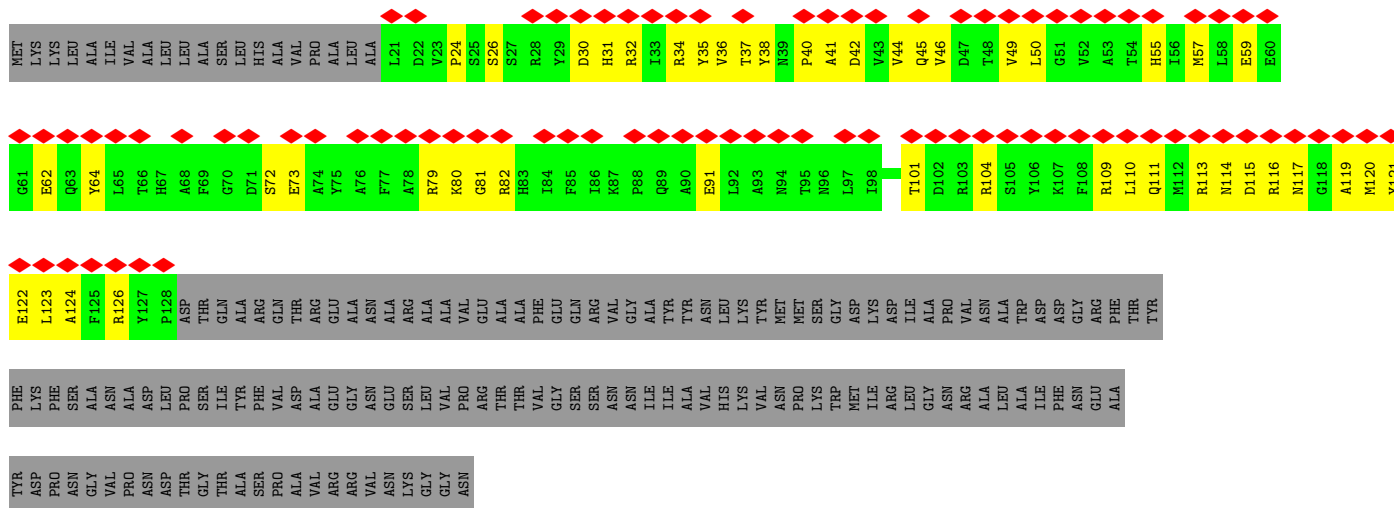 MET LYS LYS LEU ALA ILE VAL ALA LEU LEU ALA SER LEU HIS ALA VAL PRO ALA LEU ALA L21 D22 V23 P24 S25 S26 S27 R28 Y29 D30 H31 R32 I33 R34 Y35 V36 T37 Y38 N39 P40 A41 D42 V43 V44 Q45 V46 D47 T48 V49 L50 G51 V52 A53 T54 H55 I56 M57 L58 E59 E60
G61 E62 Q63 Y64 L65 T66 H67 A68 F69 G70 D71 S72 E73 A74 Y75 A76 F77 A78 R79 K80 G81 R82 H83 I84 F85 I86 K87 P88 Q89 A90 E91 L92 A93 N94 T95 N96 L97 I98 T101 D102 R103 R104 S105 Y106 K107 F108 R109 L110 Q111 M112 R113 N114 D115 R116 N117 G118 A119 M120 Y121
E122 L123 A124 F125 R126 Y127 P128 ASP THR GLN ALA ARG GLN THR ARG GLU ALA ASN ALA ARG ALA ALA VAL GLU ALA ALA PHE GLU GLN ARG VAL GLY ALA TYR TYR ASN LEU LYS TYR MET MET SER GLY ASP LYS ASP ILE ALA PRO VAL ASN ALA TRP ASP ASP GLY ARG PHE THR TYR
PHE LYS PHE SER ALA ASN ALA ASP LEU PRO SER ILE TYR PHE VAL ASP ALA GLU GLY ASN GLU SER LEU VAL PRO ARG THR THR VAL GLY SER SER ASN ASN ILE ILE ALA VAL HIS LYS VAL ASN PRO LYS TRP MET ILE ARG LEU GLY ASN ARG ALA LEU ALA ILE PHE ASN GLU ALA
TYR ASP PRO ASN GLY VAL PRO ASN ASP THR GLY THR ALA SER PRO ALA VAL ARG ARG VAL ASN LYS GLY GLY ASN